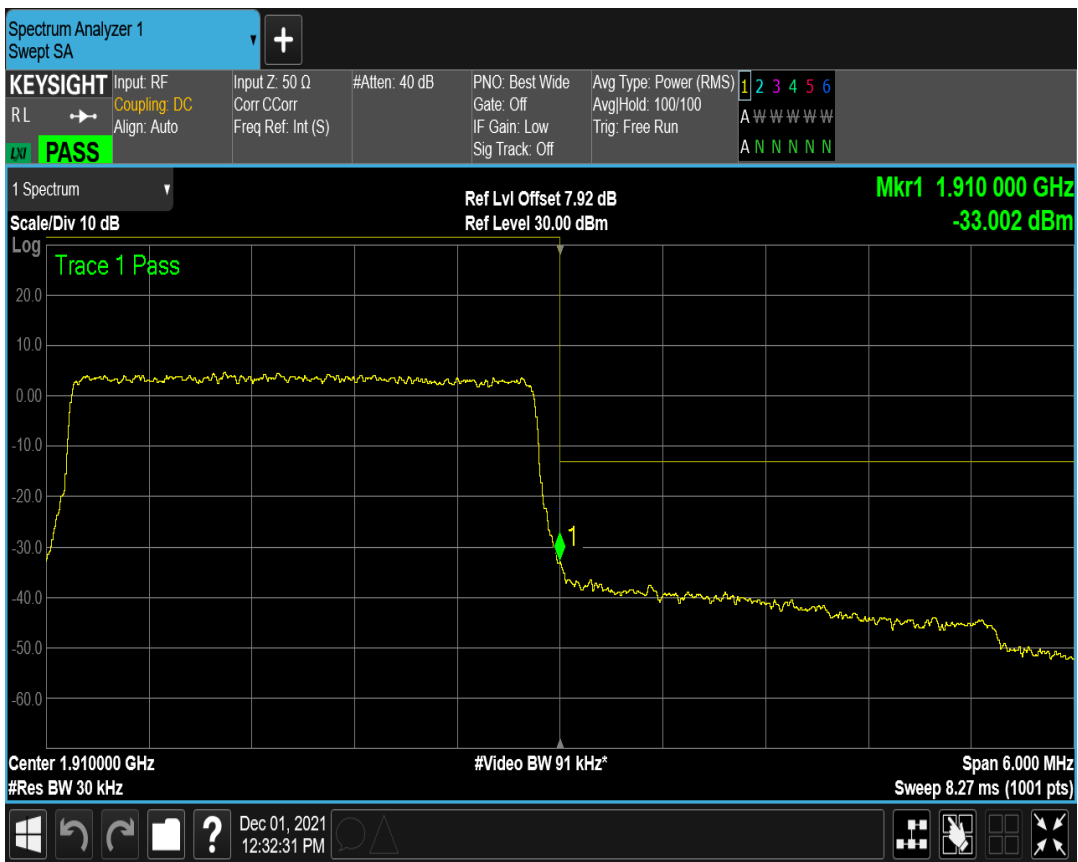 Spectrum Analyzer 1
Swept SA
+
KEYSIGHT
RL
LXI PASS
Input: RF
Coupling: DC
Align: Auto
Input Z: 50 Ω
Corr CCorr
Freq Ref: Int (S)
#Atten: 40 dB
PNO: Best Wide
Gate: Off
IF Gain: Low
Sig Track: Off
Avg Type: Power (RMS)
Avg|Hold: 100/100
Trig: Free Run
1 2 3 4 5 6
A W W W W W
A N N N N N
1 Spectrum
Scale/Div 10 dB
Ref Lvl Offset 7.92 dB
Ref Level 30.00 dBm
Mkr1 1.910 000 GHz
-33.002 dBm
Log
Trace 1 Pass
20.0
10.0
0.00
-10.0
-20.0
-30.0
-40.0
-50.0
-60.0
1
Center 1.910000 GHz
#Video BW 91 kHz*
Span 6.000 MHz
#Res BW 30 kHz
Sweep 8.27 ms (1001 pts)
?
Dec 01, 2021
12:32:31 PM